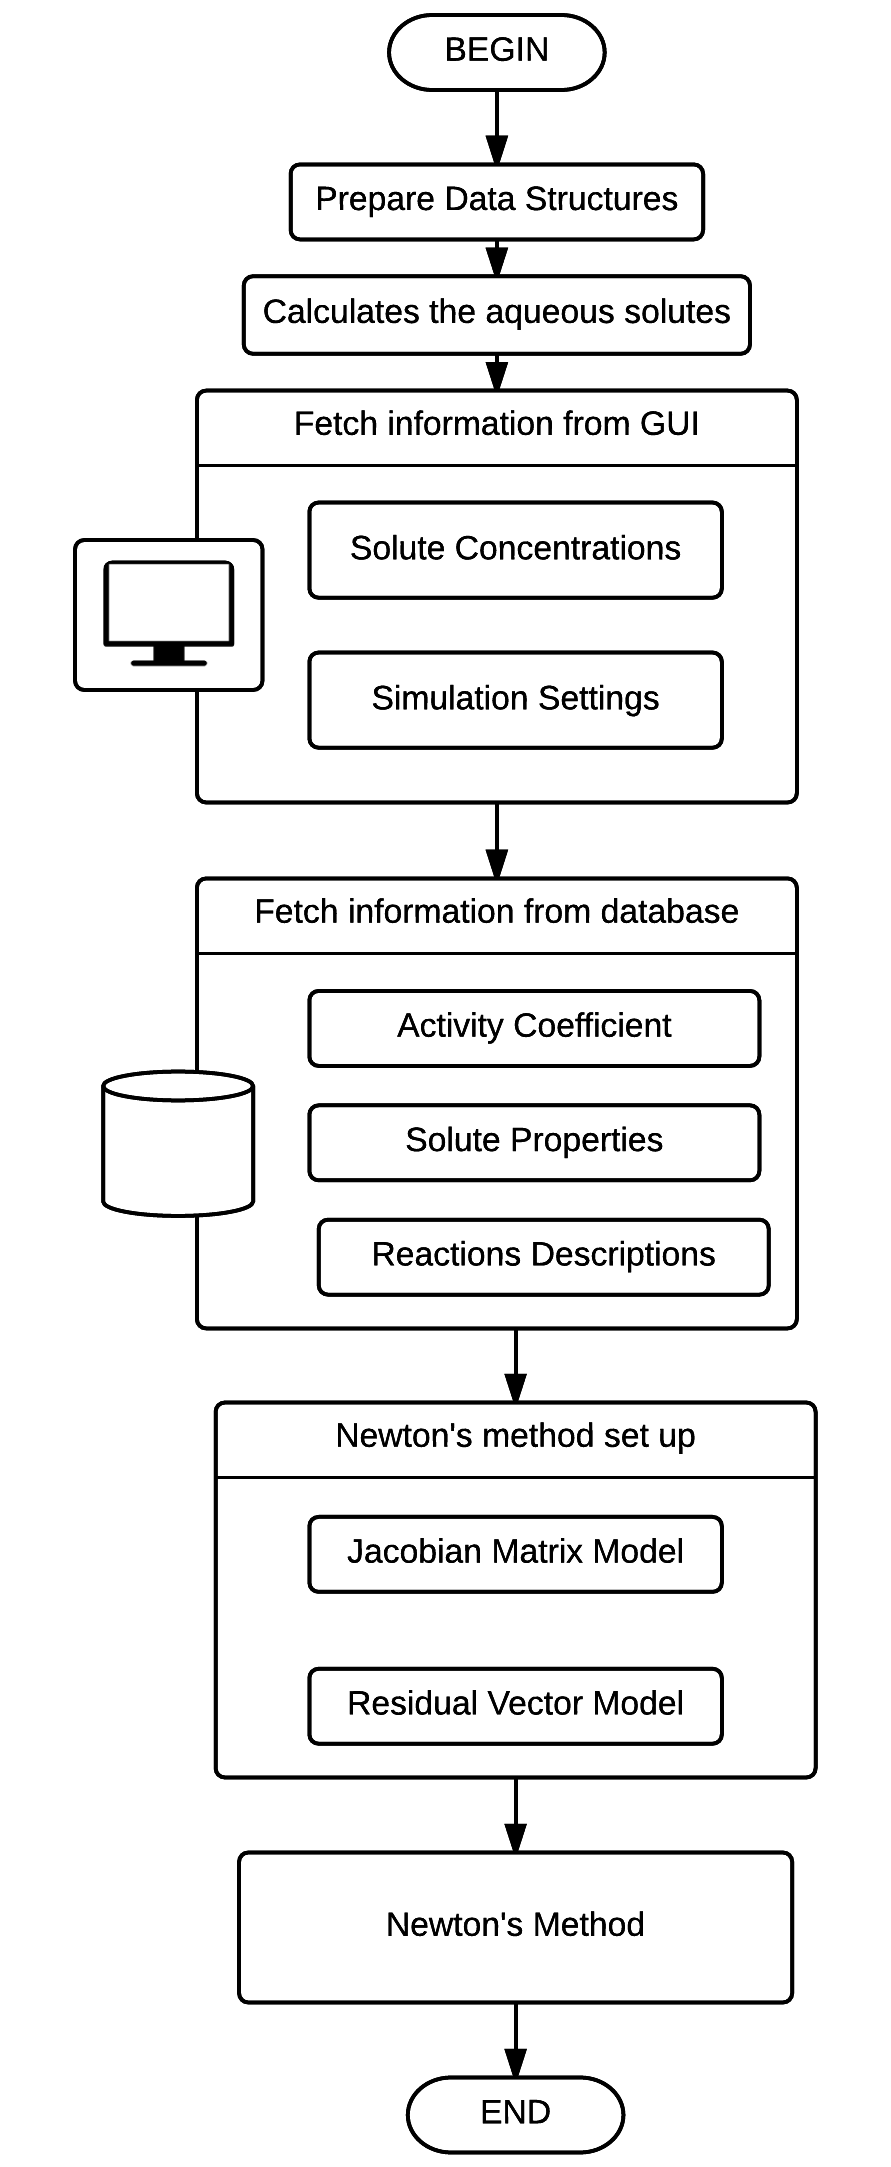 BEGIN
Prepare Data Structures
Calculates the aqueous solutes
Fetch information from GUI
Solute Concentrations
Simulation Settings
Fetch information from database
Activity Coefficient
Solute Properties
Reactions Descriptions
Newton's method set up
Jacobian Matrix Model
Residual Vector Model
Newton's Method
END